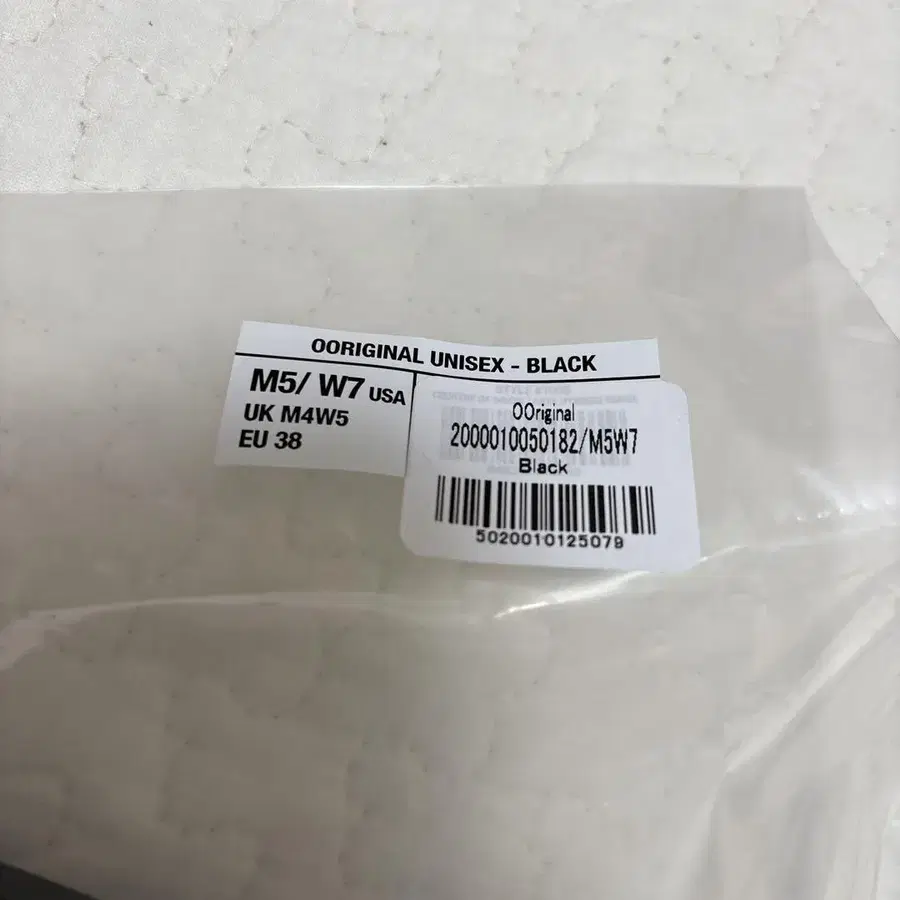 OORIGINAL UNISEX - BLACK
M5/ W7 USA
UK M4W5
EU 38
OOriginal
2000010050182/M5W7
Black
5020010125079